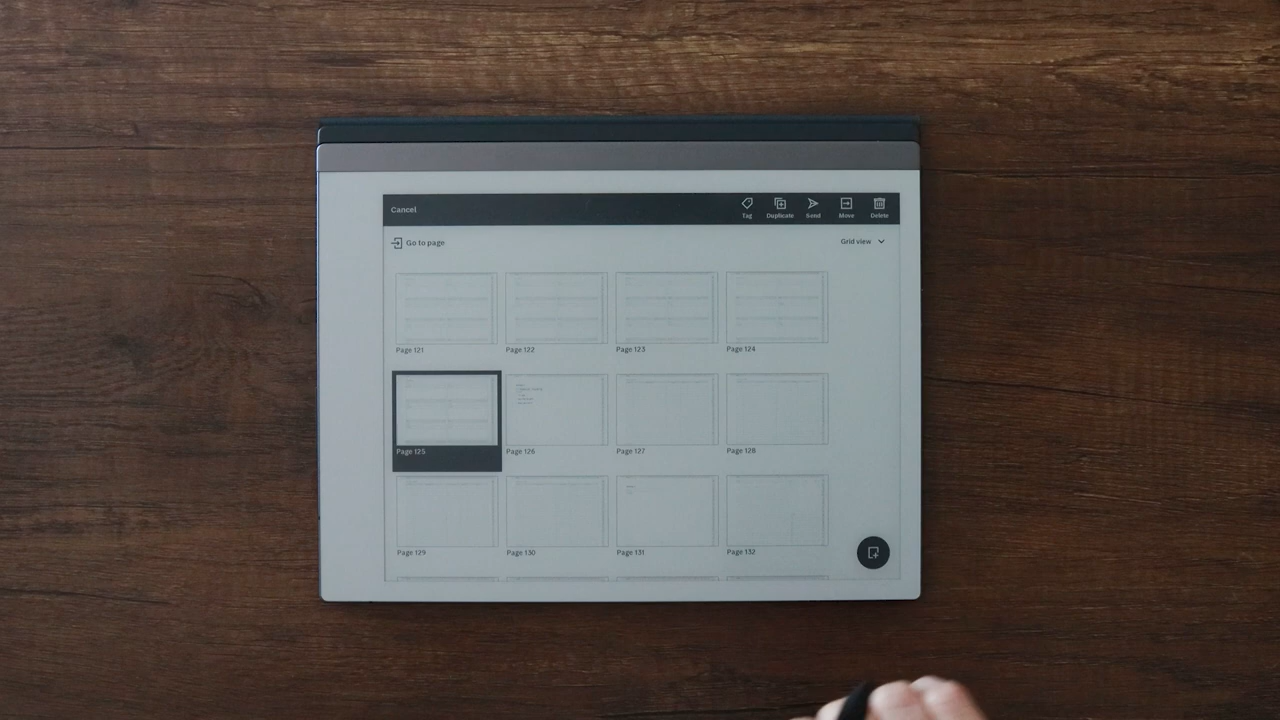 Cancel
Tag Duplicate Send Move Delete
Go to page
Grid view
Page 121 Page 122 Page 123 Page 124
Page 125 Page 126 Page 127 Page 128
Page 129 Page 130 Page 131 Page 132